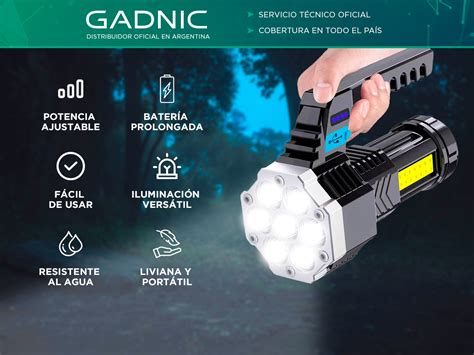 GADNIC
DISTRIBUIDOR OFICIAL EN ARGENTINA
> SERVICIO TÉCNICO OFICIAL
> COBERTURA EN TODO EL PAÍS
POTENCIA
AJUSTABLE
BATERÍA
PROLONGADA
FÁCIL
DE USAR
ILUMINACIÓN
VERSÁTIL
RESISTENTE
AL AGUA
LIVIANA Y
PORTÁTIL